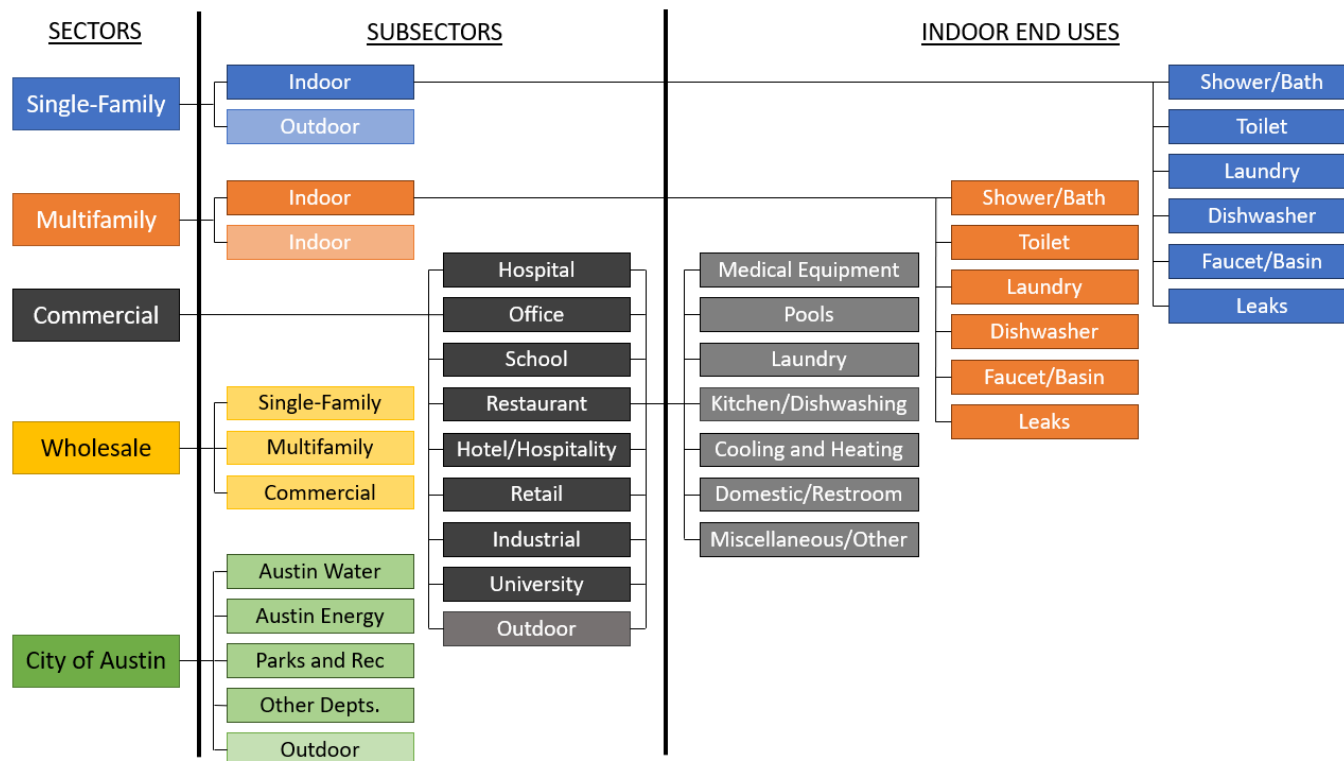 SECTORS
SUBSECTORS
INDOOR END USES
Single-Family
Indoor
Outdoor
Shower/Bath
Toilet
Laundry
Dishwasher
Faucet/Basin
Leaks
Multifamily
Indoor
Indoor
Shower/Bath
Toilet
Laundry
Dishwasher
Faucet/Basin
Leaks
Commercial
Hospital
Office
School
Restaurant
Hotel/Hospitality
Retail
Industrial
University
Outdoor
Medical Equipment
Pools
Laundry
Kitchen/Dishwashing
Cooling and Heating
Domestic/Restroom
Miscellaneous/Other
Wholesale
Single-Family
Multifamily
Commercial
City of Austin
Austin Water
Austin Energy
Parks and Rec
Other Depts.
Outdoor